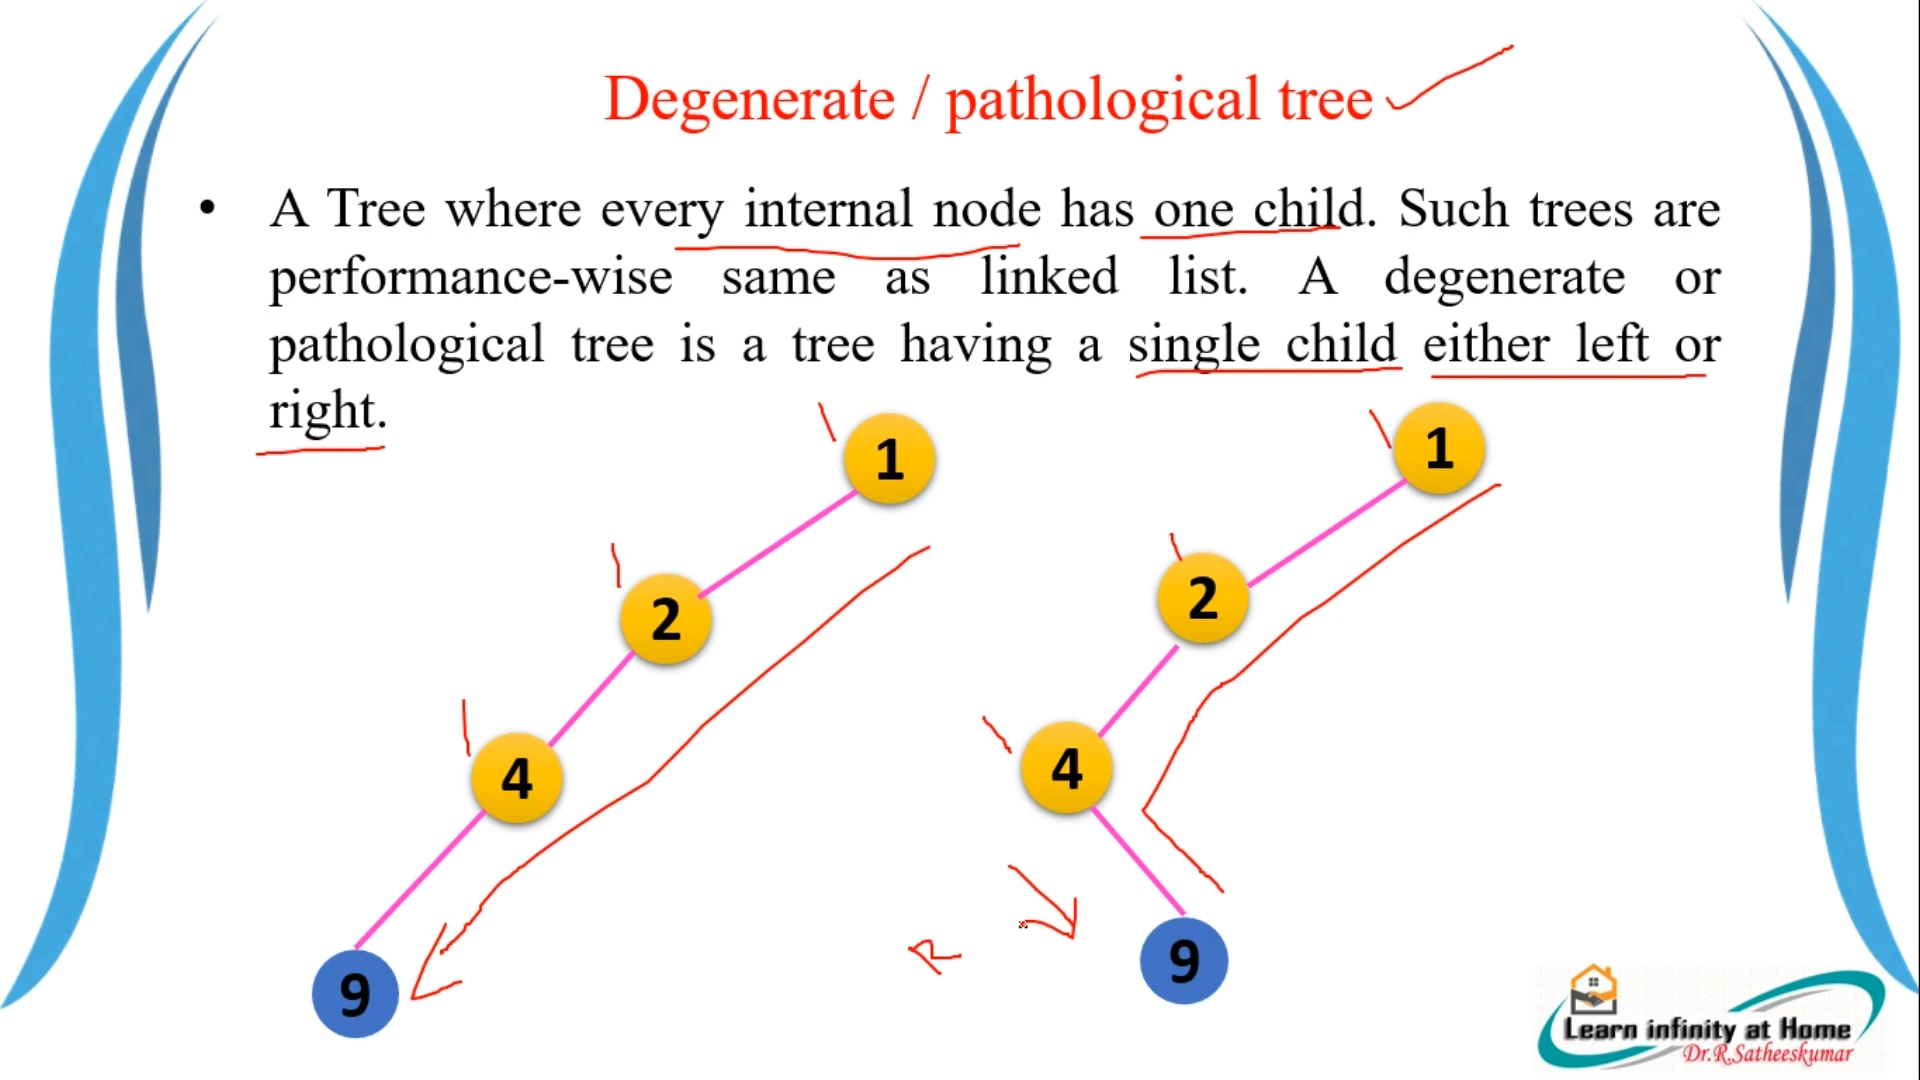 Degenerate / pathological tree
• A Tree where every internal node has one child. Such trees are
performance-wise same as linked list. A degenerate or
pathological tree is a tree having a single child either left or
right.
1
1
2
2
4
4
9
R
9
Learn infinity at Home
Dr.R.Satheeskumar